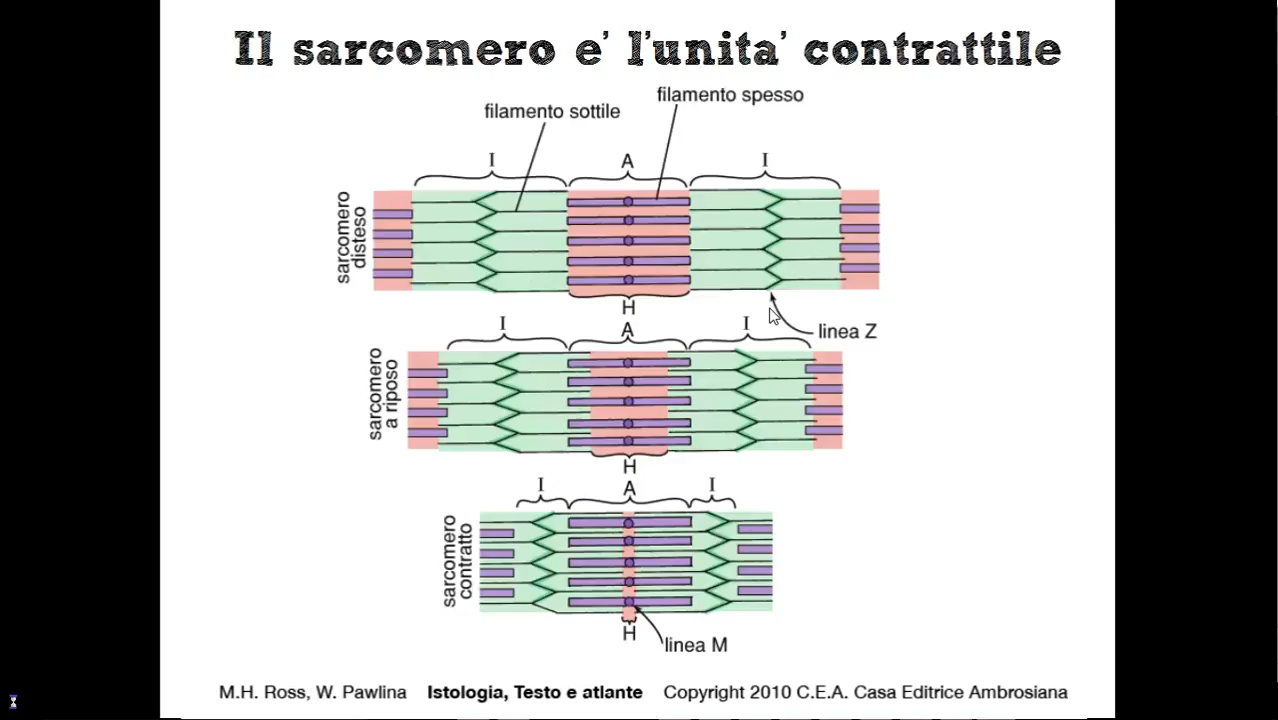 Il sarcomero e' l'unita' contrattile
filamento sottile
filamento spesso
I
A
I
sarcomero
disteso
H
linea Z
I
A
I
sarcomero
a riposo
H
I
A
I
sarcomero
contratto
H
linea M
M.H. Ross, W. Pawlina Istologia, Testo e atlante Copyright 2010 C.E.A. Casa Editrice Ambrosiana